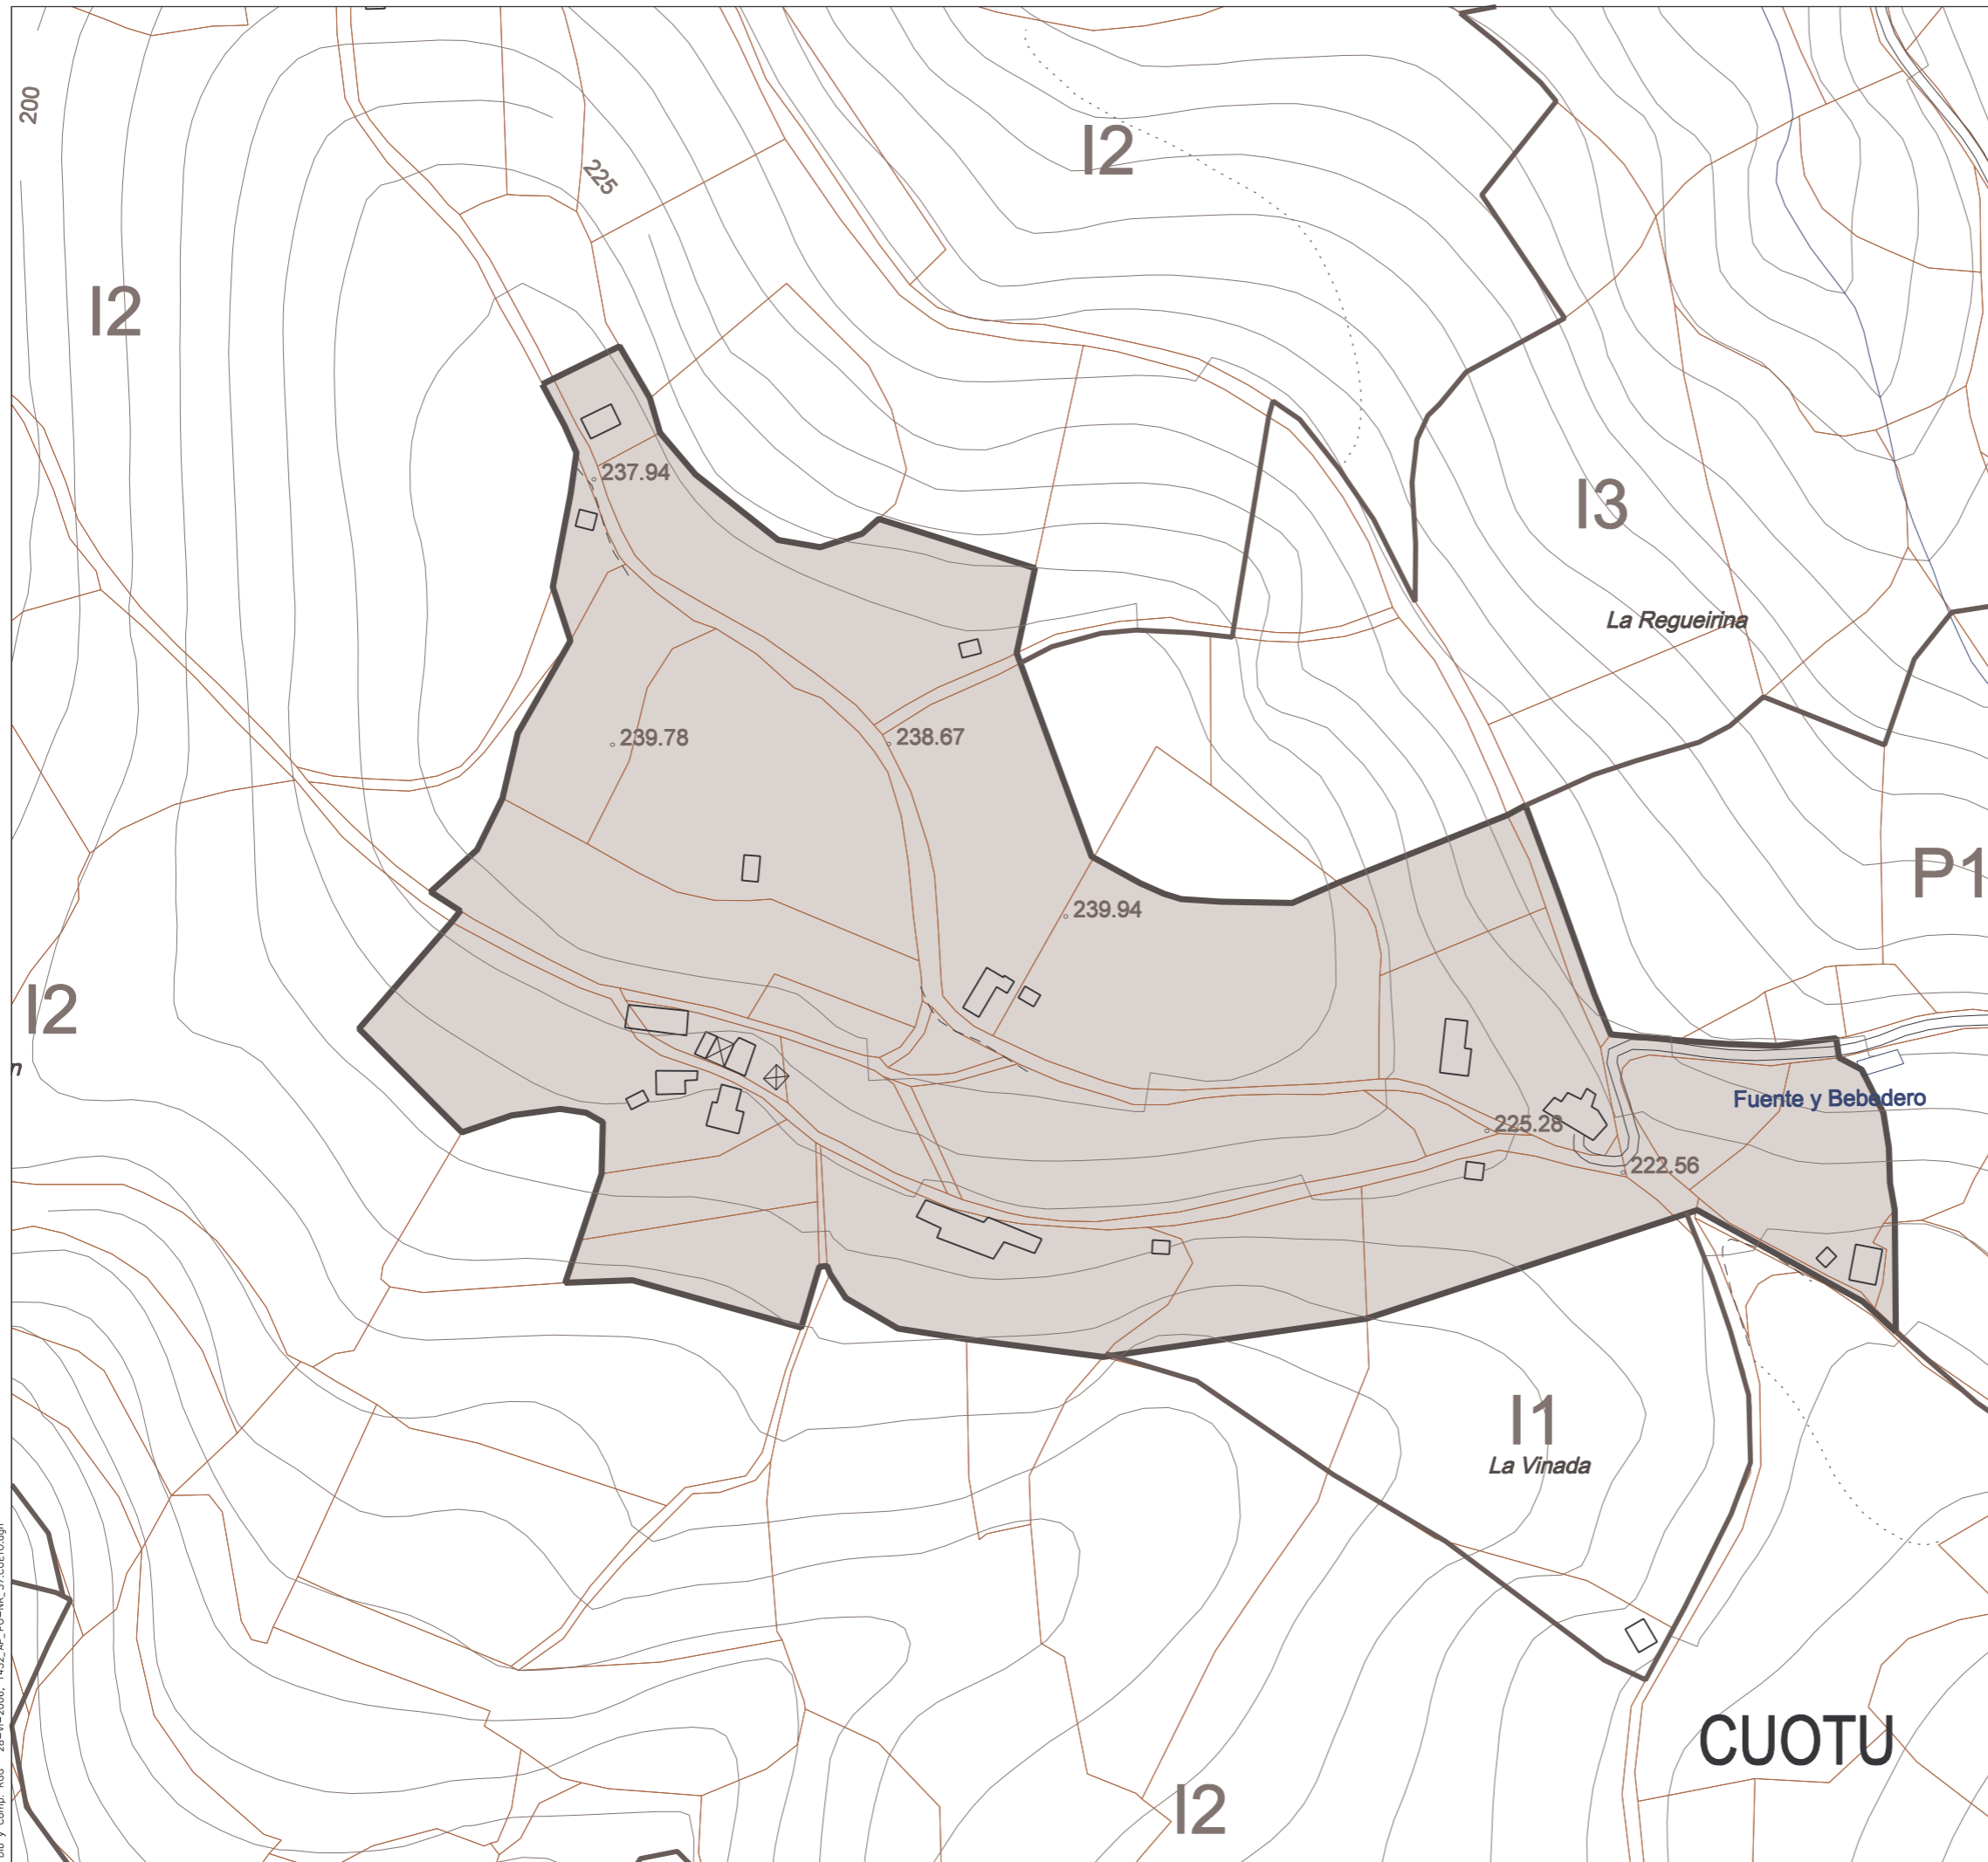 200
I2
225
I2
237.94
I3
La Regueirina
239.78
238.67
P1
239.94
I2
n
Fuente y Bebedero
225.28
222.56
I1
La Vinada
CUOTU
I2